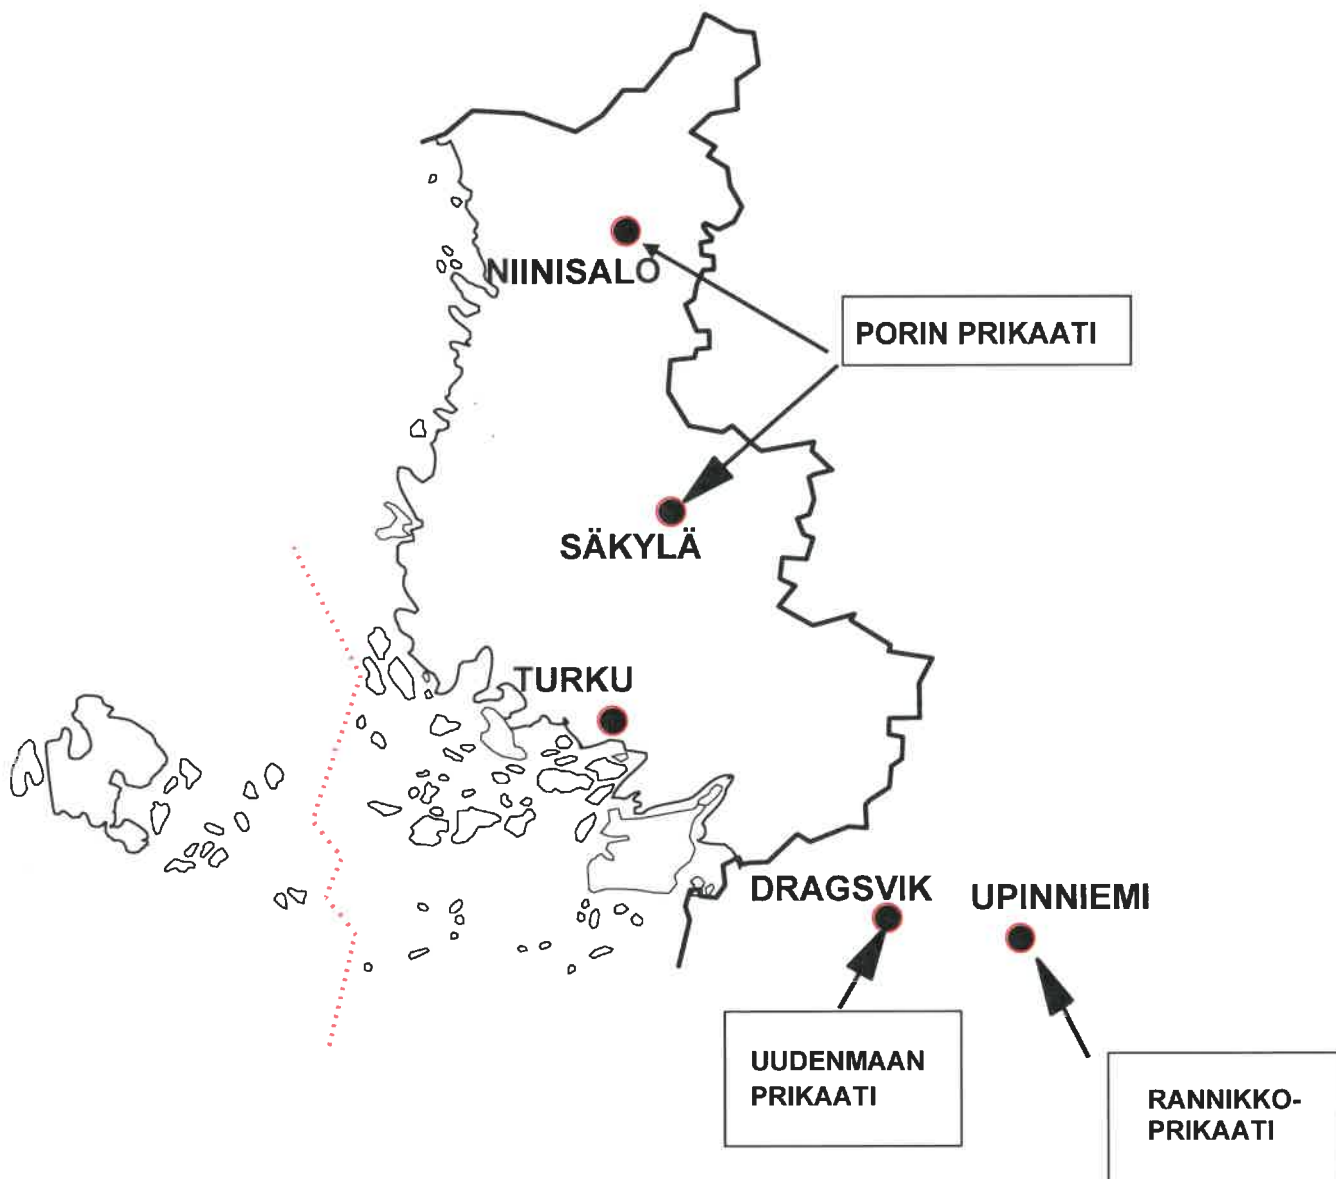 NIINISALO
PORIN PRIKAATI
SÄKYLÄ
TURKU
DRAGSVIK
UPINNIEMI
UUDENMAAN
PRIKAATI
RANNIKKO-
PRIKAATI